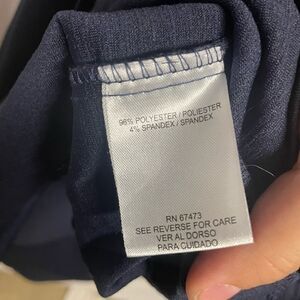 96% POLYESTER / POLIESTER
4% SPANDEX / SPANDEX
RN 67473
SEE REVERSE FOR CARE
VER AL DORSO
PARA CUIDADO